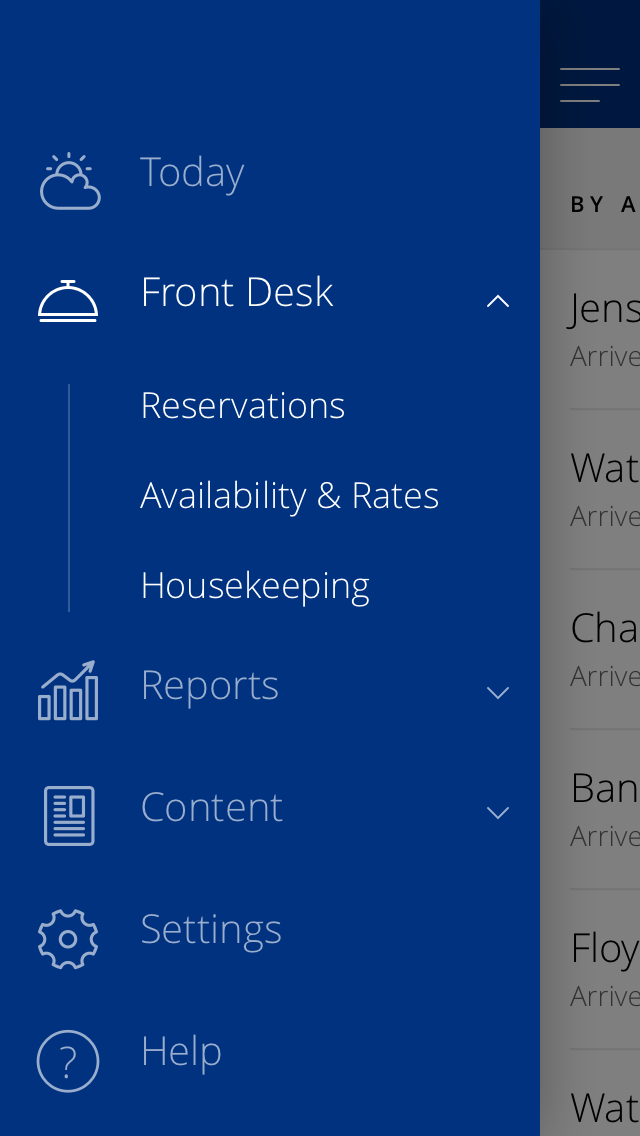 Today
Front Desk
Reservations
Availability & Rates
Housekeeping
Reports
Content
Settings
?
Help
BY A
Jens
Arrive
Wat
Arrive
Cha
Arrive
Ban
Arrive
Floy
Arrive
Wat